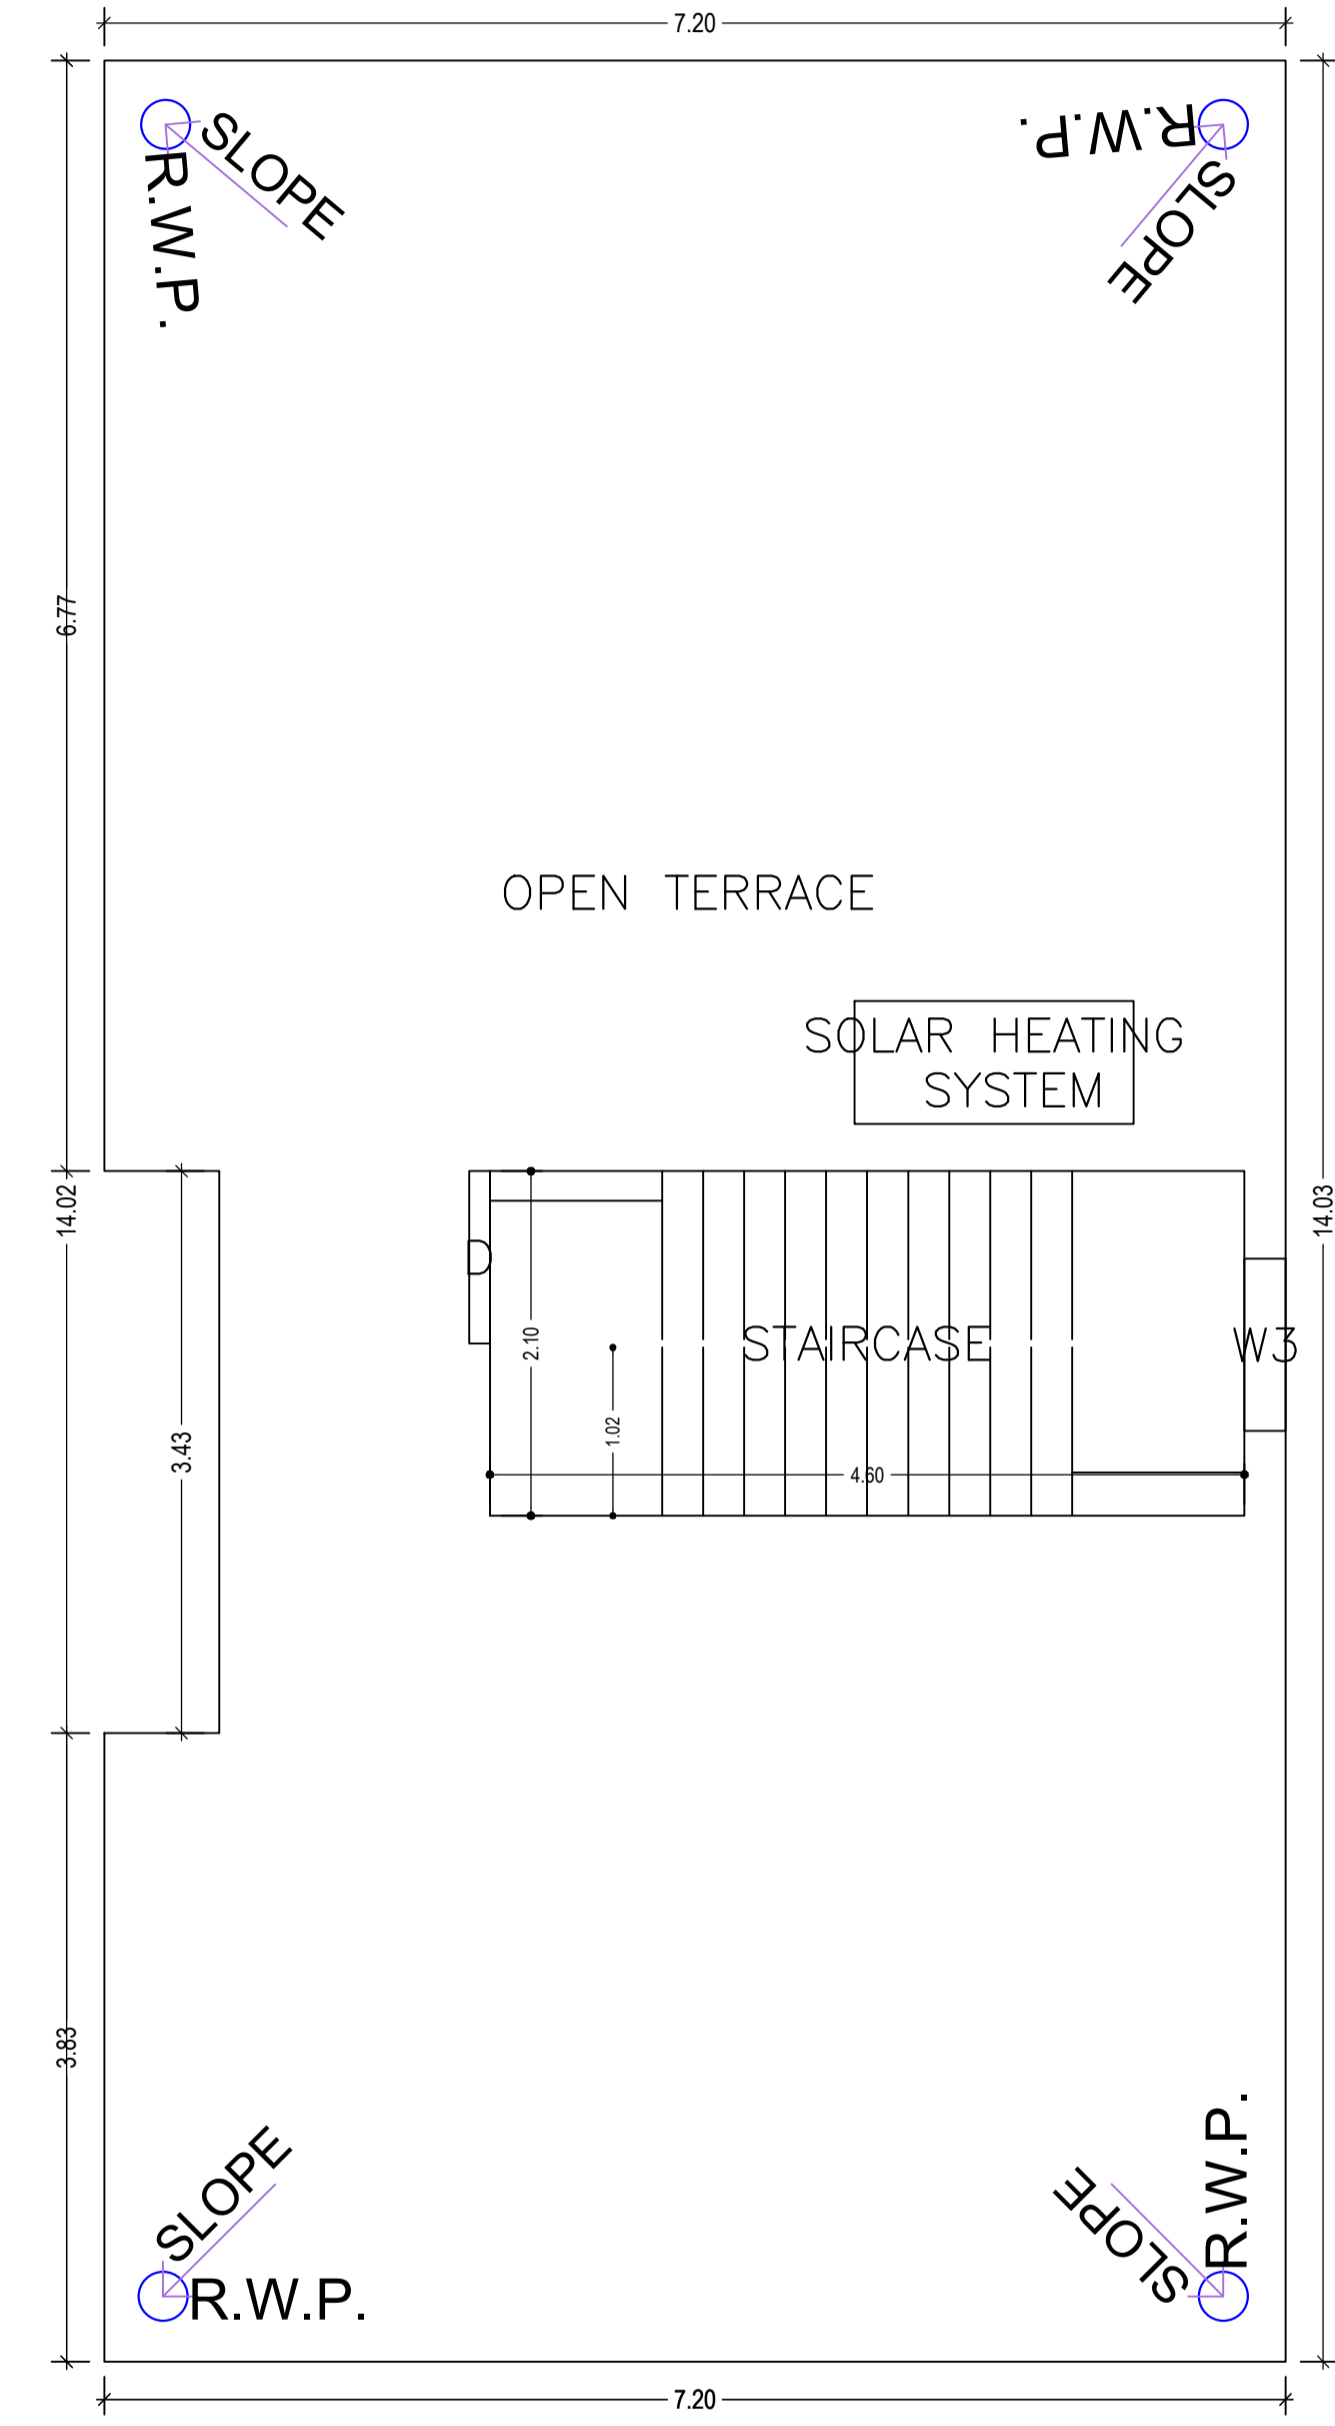 7.20
SLOPE
R.W.P.
R.W.P.
SLOPE
6.77
OPEN TERRACE
SOLAR HEATING
SYSTEM
14.02
14.03
D
2.10
STAIRCASE
W3
1.02
3.43
4.60
3.83
SLOPE
R.W.P.
SLOPE
R.W.P.
7.20